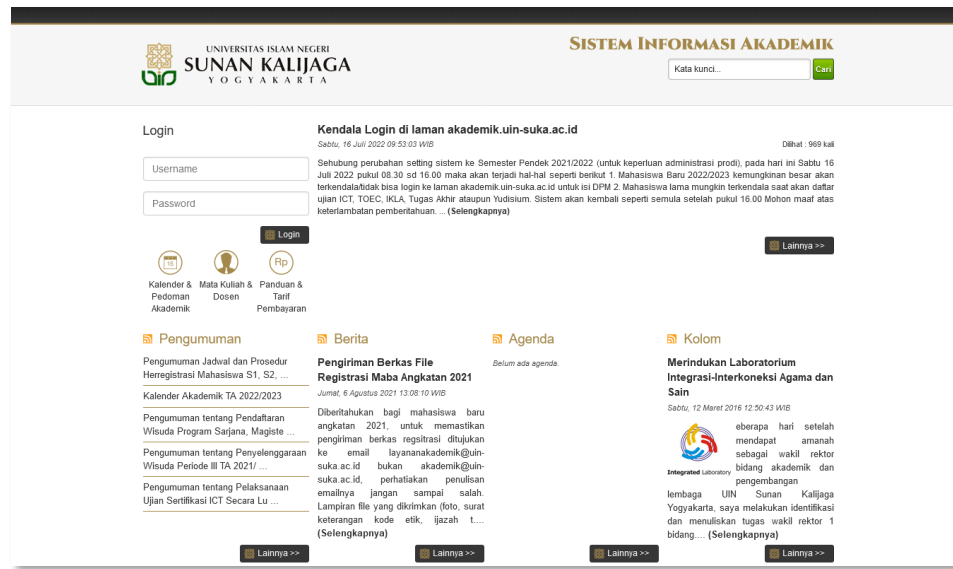 UNIVERSITAS ISLAM NEGERI
SUNAN KALIJAGA
YOGYAKARTA
SISTEM INFORMASI AKADEMIK
Kata kunci...
Cari
Login
Username
Password
Login
Kalender &
Pedoman
Akademik
Mata Kuliah &
Dosen
Rp
Panduan &
Tarif
Pembayaran
Kendala Login di laman akademik.uin-suka.ac.id
Sabtu, 16 Juli 2022 09:53:03 WIB
Dilihat : 969 kali
Sehubung perubahan setting sistem ke Semester Pendek 2021/2022 (untuk keperluan administrasi prodi), pada hari ini Sabtu 16
Juli 2022 pukul 08.30 sd 16.00 maka akan terjadi hal-hal seperti berikut 1. Mahasiswa Baru 2022/2023 kemungkinan besar akan
terkendala/tidak bisa login ke laman akademik.uin-suka.ac.id untuk isi DPM 2. Mahasiswa lama mungkin terkendala saat akan daftar
ujian ICT, TOEC, IKLA, Tugas Akhir ataupun Yudisium. Sistem akan kembali seperti semula setelah pukul 16.00 Mohon maaf atas
keterlambatan pemberitahuan. ... (Selengkapnya)
Lainnya >>
Pengumuman
Pengumuman Jadwal dan Prosedur
Herregistrasi Mahasiswa S1, S2, ...
Kalender Akademik TA 2022/2023
Pengumuman tentang Pendaftaran
Wisuda Program Sarjana, Magiste ...
Pengumuman tentang Penyelenggaraan
Wisuda Periode III TA 2021/ ...
Pengumuman tentang Pelaksanaan
Ujian Sertifikasi ICT Secara Lu ...
Lainnya >>
Berita
Pengiriman Berkas File
Registrasi Maba Angkatan 2021
Jumat, 6 Agustus 2021 13:08:10 WIB
Diberitahukan bagi mahasiswa baru
angkatan 2021, untuk memastikan
pengiriman berkas regsitrasi ditujukan
ke email layananakademik@uin-
suka.ac.id bukan akademik@uin-
suka.ac.id, perhatiakan penulisan
emailnya jangan sampai salah.
Lampiran file yang dikrimkan (foto, surat
keterangan kode etik, ijazah t....
(Selengkapnya)
Lainnya >>
Agenda
Belum ada agenda.
Lainnya >>
Kolom
Merindukan Laboratorium
Integrasi-Interkoneksi Agama dan
Sain
Sabtu, 12 Maret 2016 12:50:43 WIB
Integrated Laboratory
eberapa hari setelah
mendapat amanah
sebagai wakil rektor
bidang akademik dan
pengembangan
lembaga UIN Sunan Kalijaga
Yogyakarta, saya melakukan identifikasi
dan menuliskan tugas wakil rektor 1
bidang.... (Selengkapnya)
Lainnya >>